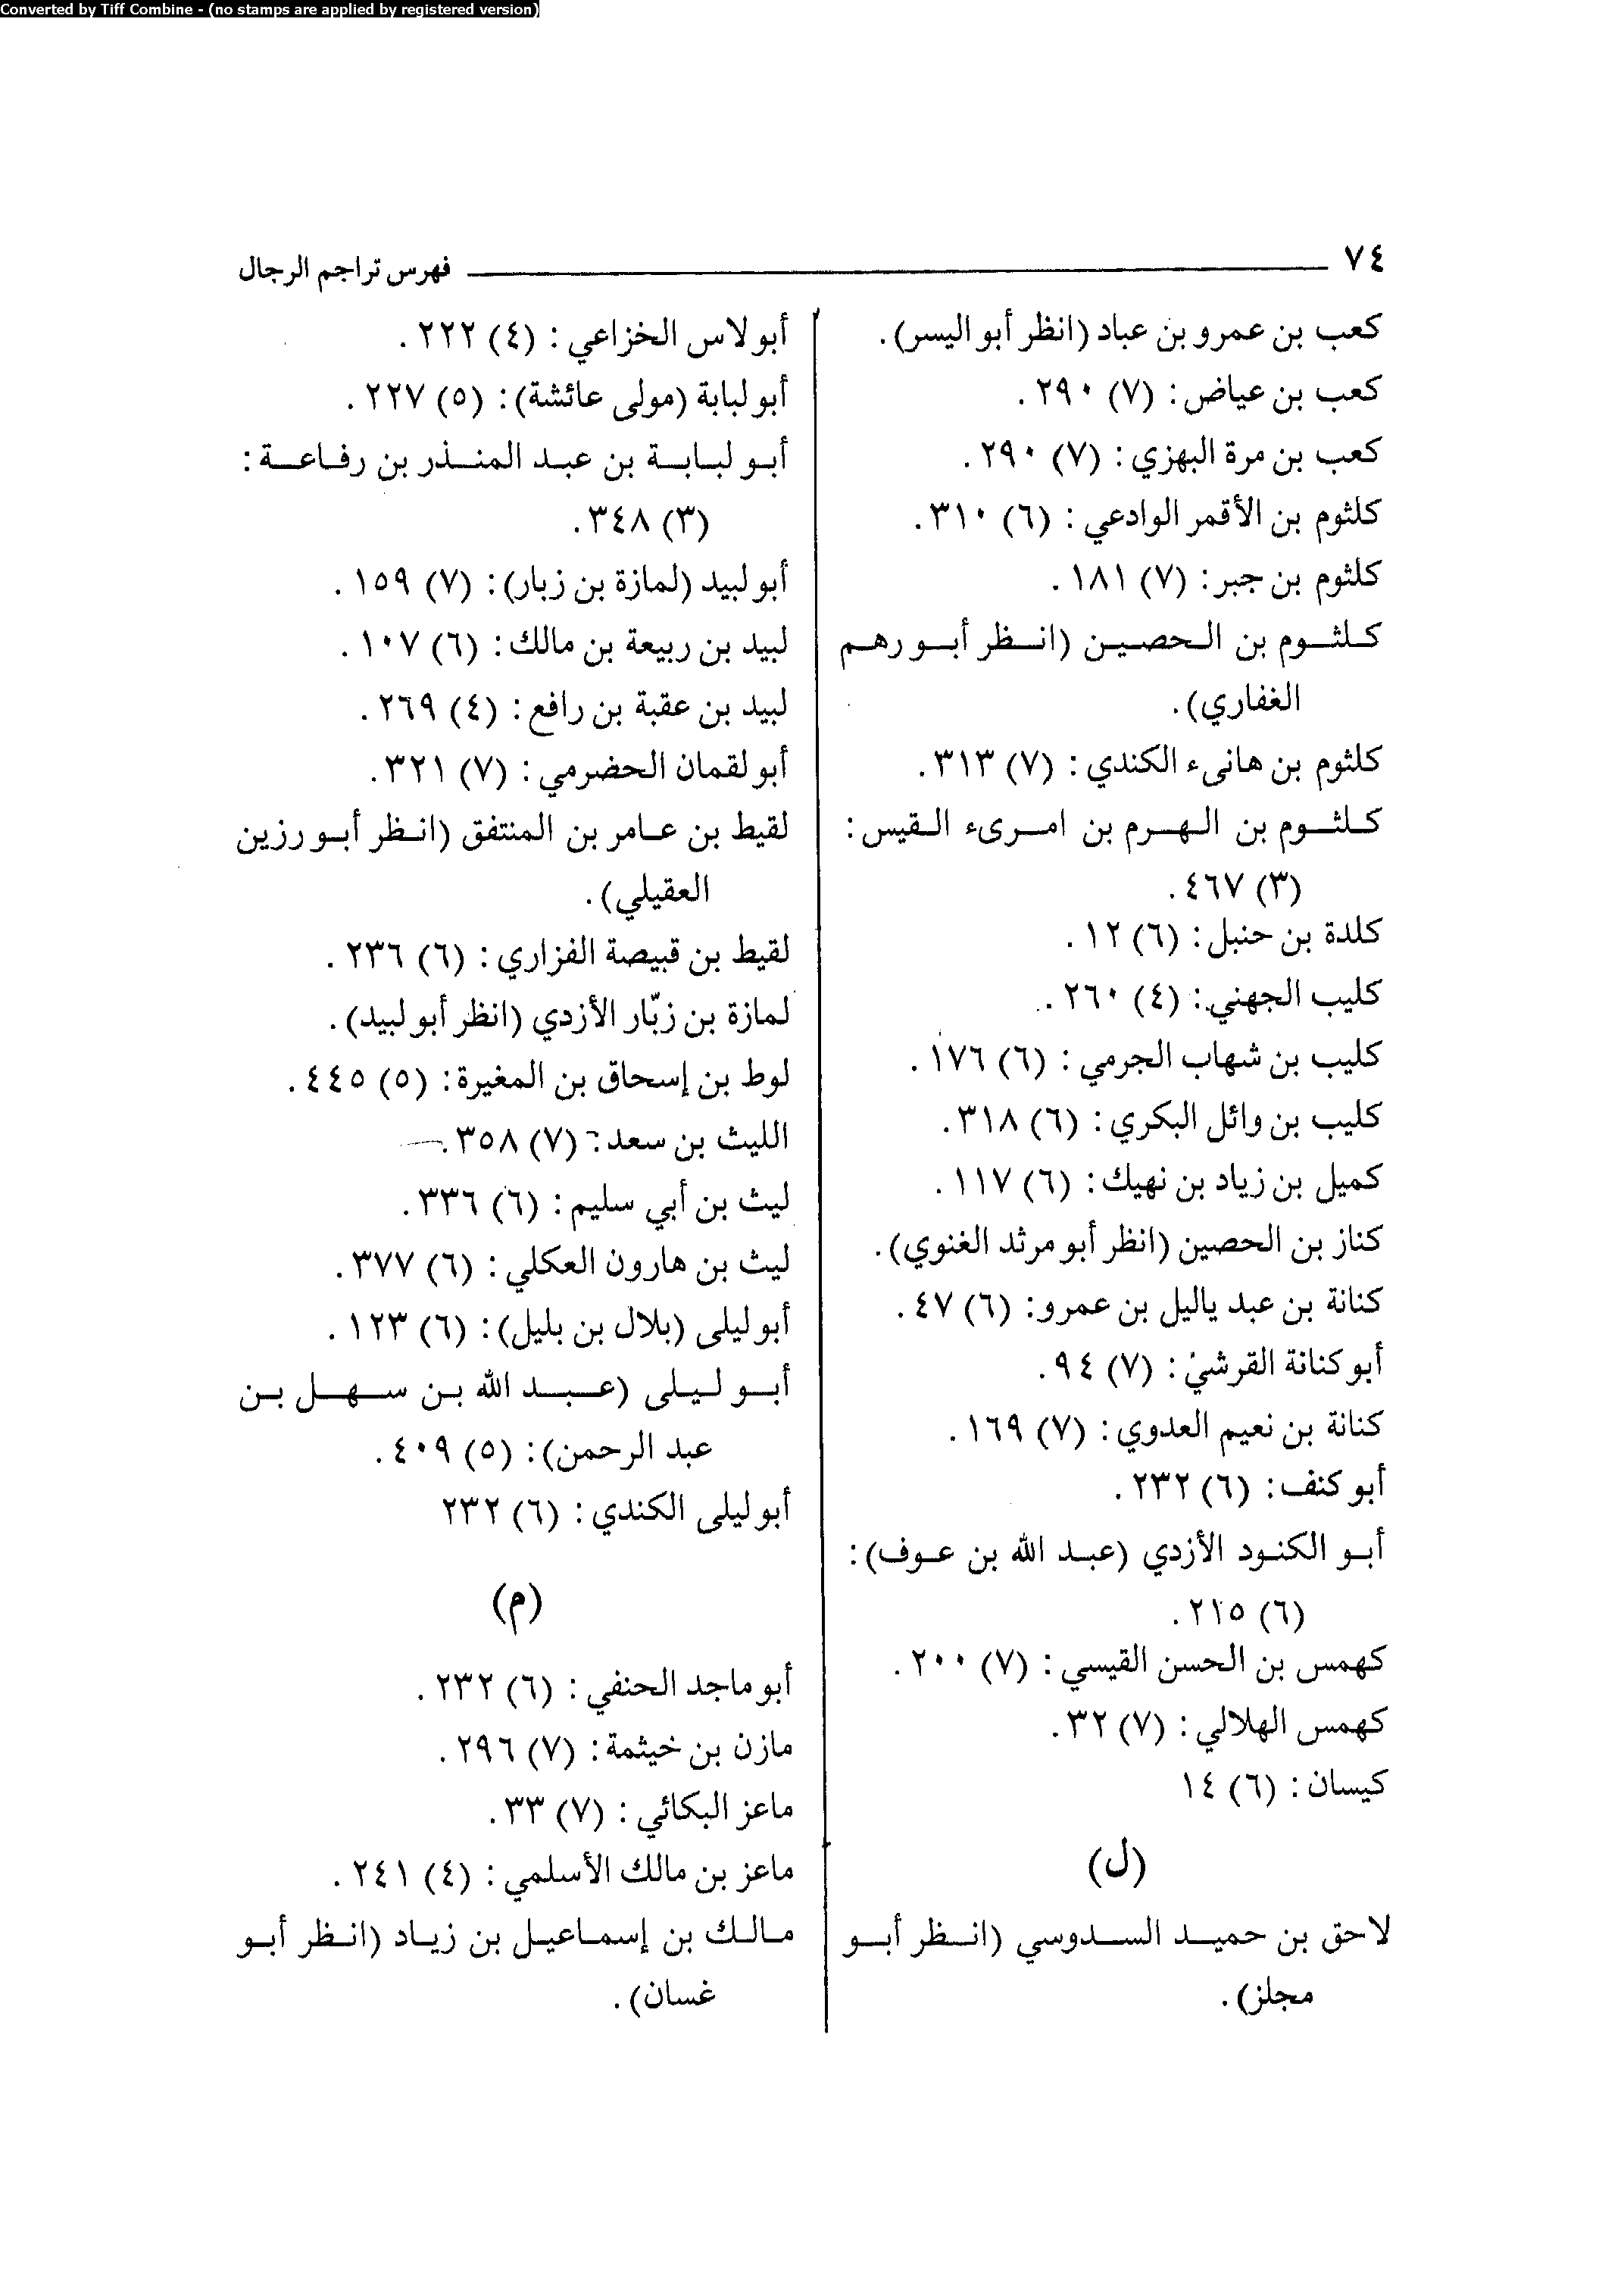 Converted by Tiff Combine - (no stamps are applied by registered version)
٧٤ فهرس تراجم الرجال
كعب بن عمرو بن عباد (انظر أبو اليسر).
كعب بن عياض: (٧) ٢٩٠.
كعب بن مرة البهزي: (٧) ٢٩٠.
كلثوم بن الأقمر الوادعي: (٦) ٣١٠.
كلثوم بن جبر: (٧) ١٨١.
كلثوم بن الحصين (انظر أبو رهم
الغفاري).
كلثوم بن هانىء الكندي: (٧) ٣١٣.
كلثوم بن الهرم بن امرىء القيس:
(٣) ٤٦٧.
كلدة بن حنبل: (٦) ١٢.
كليب الجهني: (٤) ٢٦٠.
كليب بن شهاب الجرمي: (٦) ١٧٦.
كليب بن وائل البكري: (٦) ٣١٨.
كميل بن زياد بن نهيك: (٦) ١١٧.
كناز بن الحصين (انظر أبو مرثد الغنوي).
كنانة بن عبد ياليل بن عمرو: (٦) ٤٧.
أبو كنانة القرشي: (٧) ٩٤.
كنانة بن نعيم العدوي: (٧) ١٦٩.
أبو كنف: (٦) ٢٣٢.
أبو الكنود الأزدي (عبد الله بن عوف):
(٦) ٢١٥.
كهمس بن الحسن القيسي: (٧) ٢٠٠.
كهمس الهلالي: (٧) ٣٢.
كيسان: (٦) ١٤
(ل)
لاحق بن حميد السدوسي (انظر أبو
مجلز).
أبو لاس الخزاعي: (٤) ٢٢٢.
أبو لبابة (مولى عائشة): (٥) ٢٢٧.
أبو لبابة بن عبد المنذر بن رفاعة:
(٣) ٣٤٨.
أبو لبيد (لمازة بن زبار): (٧) ١٥٩.
لبيد بن ربيعة بن مالك: (٦) ١٠٧.
لبيد بن عقبة بن رافع: (٤) ٢٦٩.
أبو لقمان الحضرمي: (٧) ٣٢١.
لقيط بن عامر بن المنتفق (انظر أبو رزين
العقيلي).
لقيط بن قبيصة الفزاري: (٦) ٢٣٦.
لمازة بن زبّار الأزدي (انظر أبو لبيد).
لوط بن إسحاق بن المغيرة: (٥) ٤٤٥.
الليث بن سعد: (٧) ٣٥٨.
ليث بن أبي سليم: (٦) ٣٣٦.
ليث بن هارون العكلي: (٦) ٣٧٧.
أبو ليلى (بلال بن بليل): (٦) ١٢٣.
أبو ليلى (عبد الله بن سهل بن
عبد الرحمن): (٥) ٤٠٩.
أبو ليلى الكندي: (٦) ٢٣٢
(م)
أبو ماجد الحنفي: (٦) ٢٣٢.
مازن بن خيثمة: (٧) ٢٩٦.
ماعز البكائي: (٧) ٣٣.
ماعز بن مالك الأسلمي: (٤) ٢٤١.
مالك بن إسماعيل بن زياد (انظر أبو
غسان).